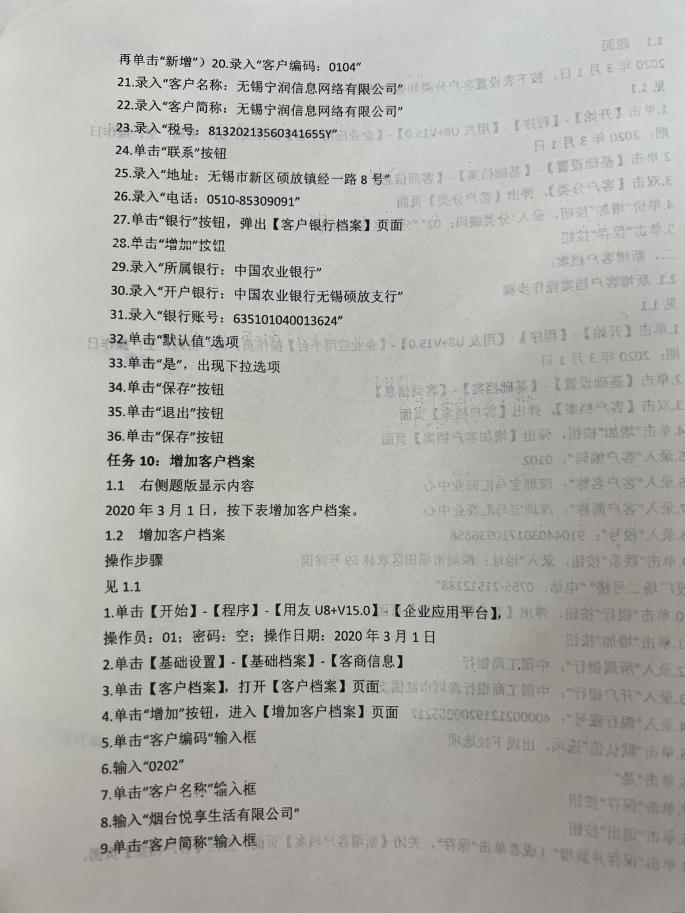 再单击“新增”）20.录入“客户编码：0104”
21.录入“客户名称：无锡宁润信息网络有限公司”
22.录入“客户简称：无锡宁润信息网络有限公司”
23.录入“税号：81320213560341655Y”
24.单击“联系”按钮
25.录入“地址：无锡市新区硕放镇经一路8号”
26.录入“电话：0510-85309091”
27.单击“银行”按钮，弹出【客户银行档案】页面
28.单击“增加”按钮
29.录入“所属银行：中国农业银行”
30.录入“开户银行：中国农业银行无锡硕放支行”
31.录入“银行账号：635101040013624”
32.单击“默认值”选项
33.单击“是”，出现下拉选项
34.单击“保存”按钮
35.单击“退出”按钮
36.单击“保存”按钮
任务10：增加客户档案
1.1 右侧题版显示内容
2020年3月1日，按下表增加客户档案。
1.2 增加客户档案
操作步骤
见1.1
1.单击【开始】-【程序】-【用友U8+V15.0】-【企业应用平台】，
操作员：01；密码：空；操作日期：2020年3月1日
2.单击【基础设置】-【基础档案】-【客商信息】
3.单击【客户档案】，打开【客户档案】页面
4.单击“增加”按钮，进入【增加客户档案】页面
5.单击“客户编码”输入框
6.输入“0202”
7.单击“客户名称”输入框
8.输入“烟台悦享生活有限公司”
9.单击“客户简称”输入框